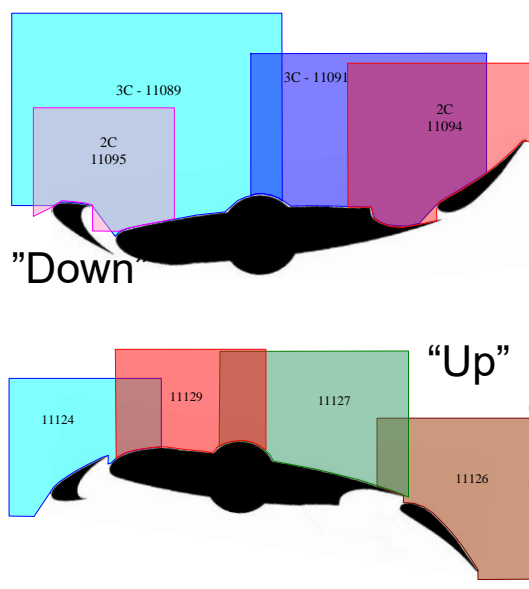 3C - 11089
3C - 11091
2C
11095
2C
11094
”Down”
“Up”
11124
11129
11127
11126